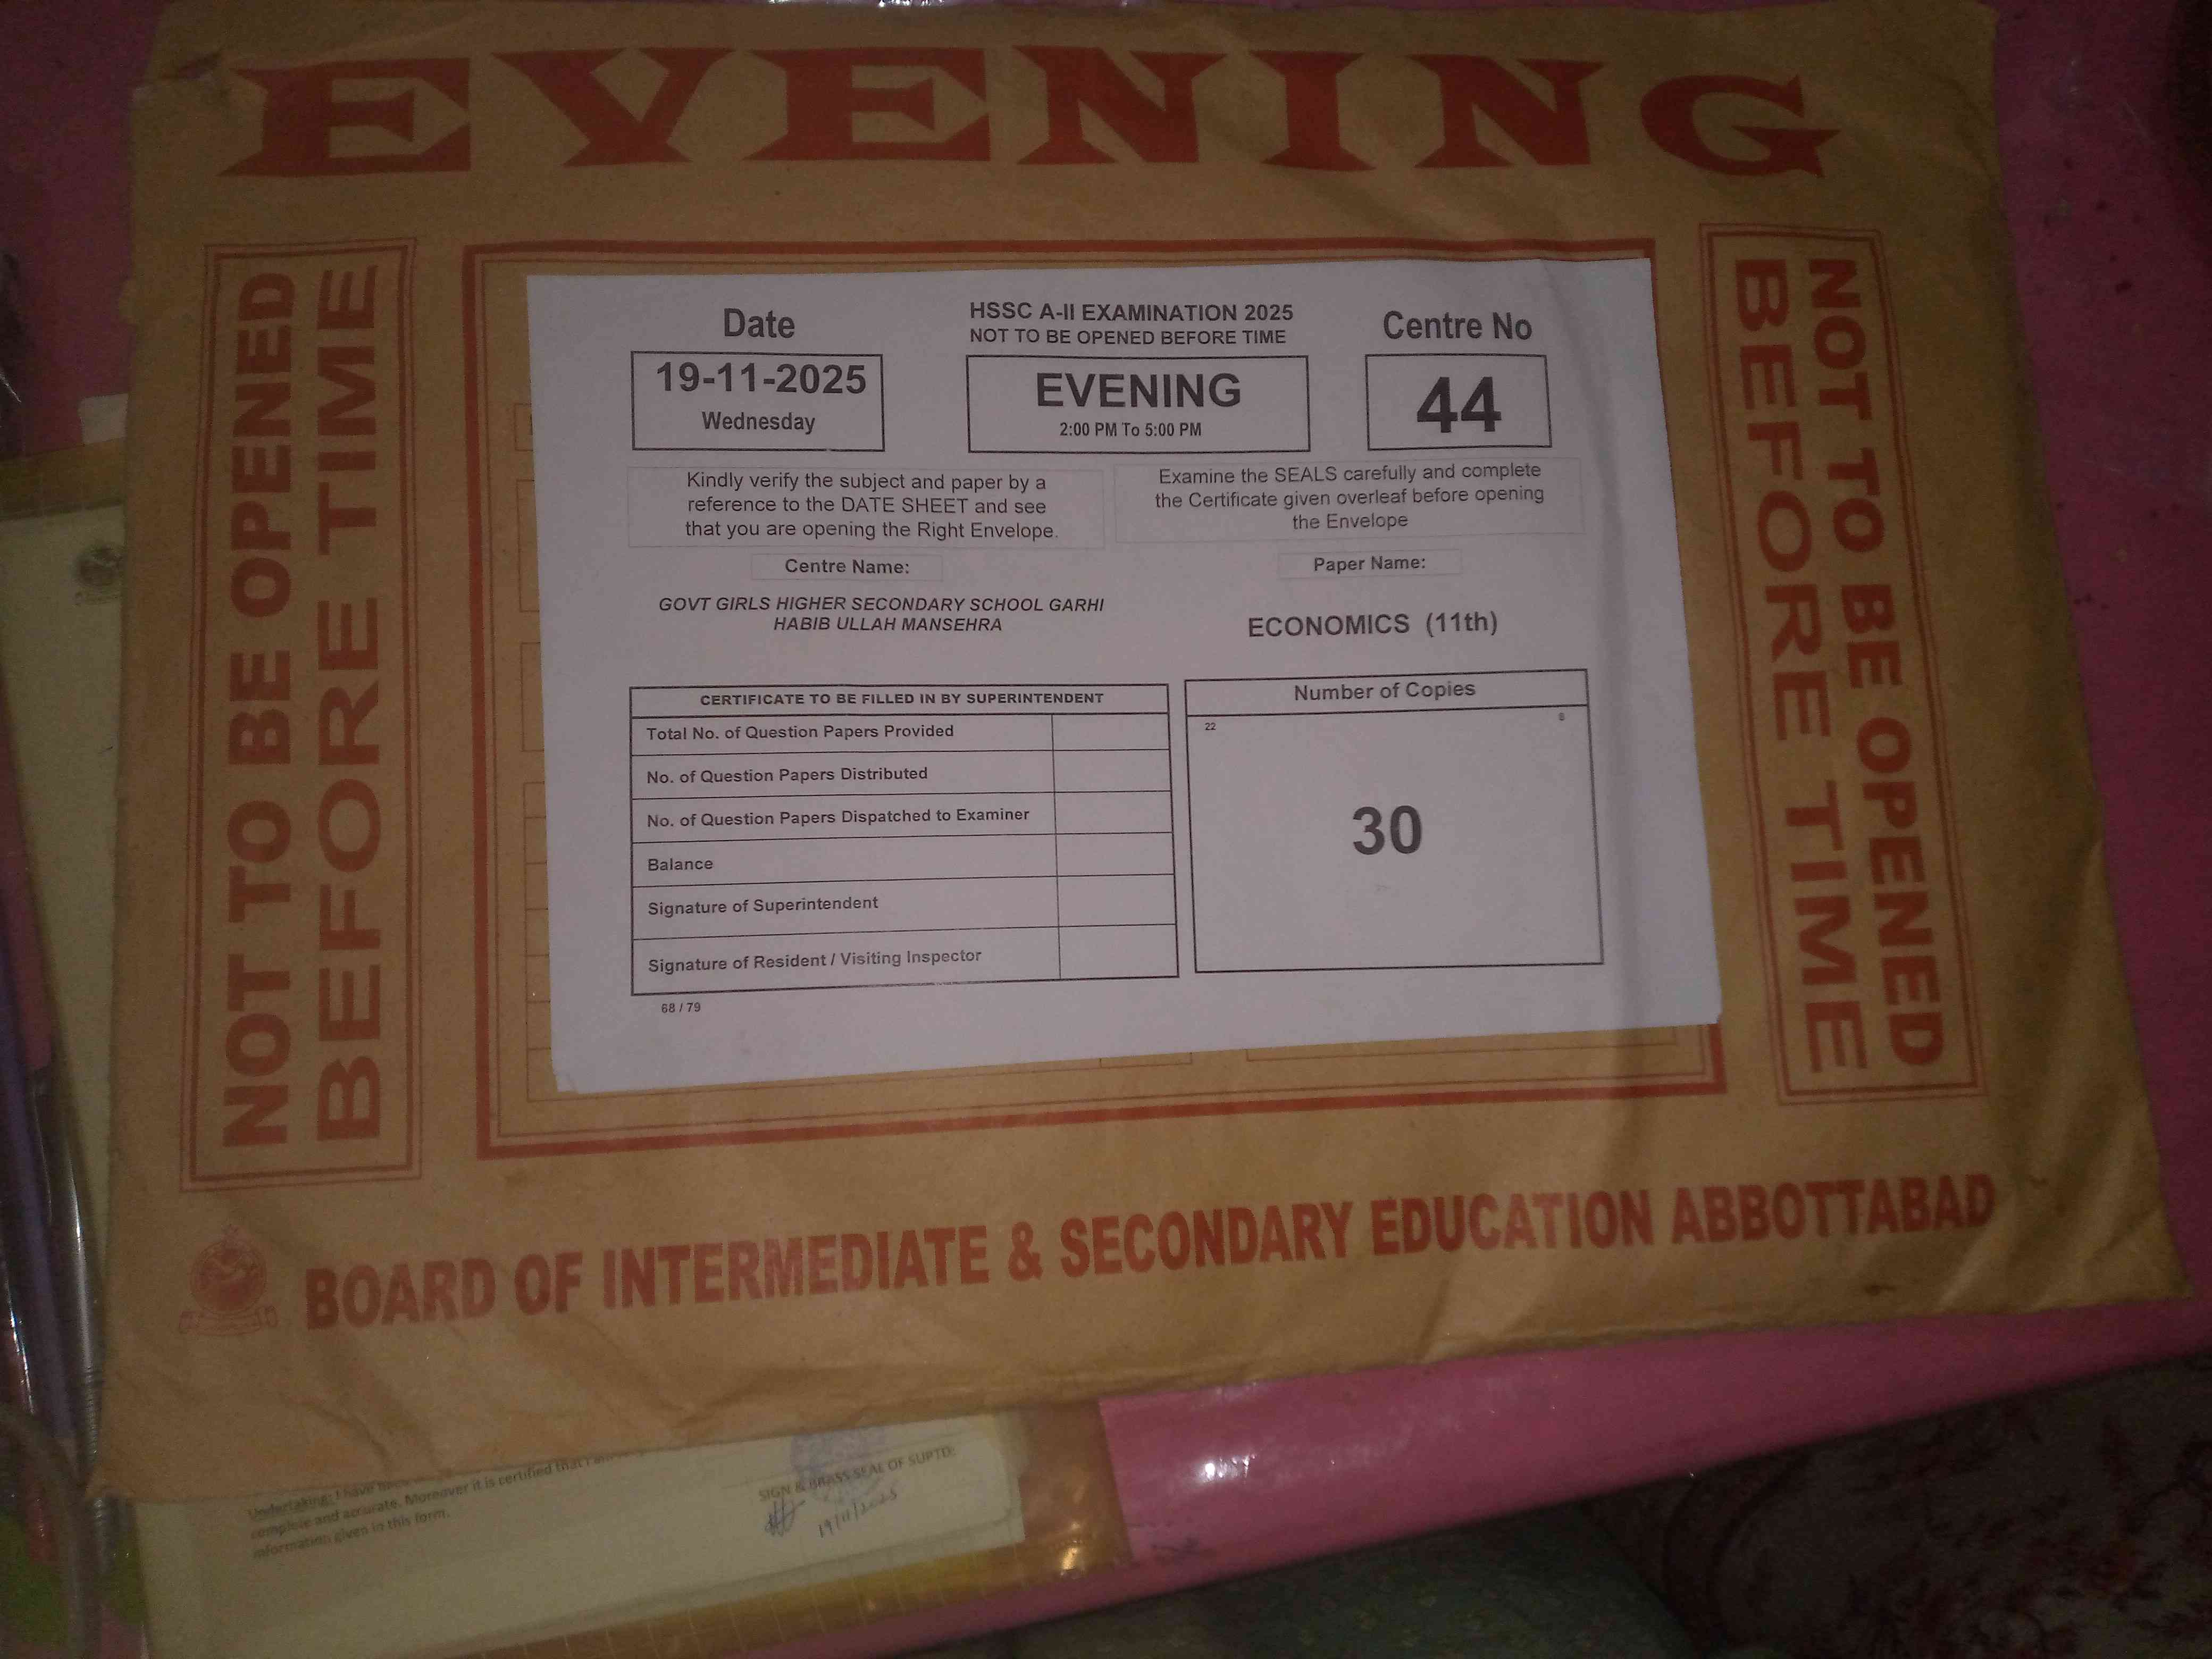 EVENING
NOT TO BE OPENED
BEFORE TIME
Date
19-11-2025
Wednesday
HSSC A-II EXAMINATION 2025
NOT TO BE OPENED BEFORE TIME
EVENING
2:00 PM To 5:00 PM
Centre No
44
Kindly verify the subject and paper by a
reference to the DATE SHEET and see
that you are opening the Right Envelope.
Examine the SEALS carefully and complete
the Certificate given overleaf before opening
the Envelope
Centre Name:
GOVT GIRLS HIGHER SECONDARY SCHOOL GARHI
HABIB ULLAH MANSEHRA
Paper Name:
ECONOMICS (11th)
CERTIFICATE TO BE FILLED IN BY SUPERINTENDENT
Total No. of Question Papers Provided
No. of Question Papers Distributed
No. of Question Papers Dispatched to Examiner
Balance
Signature of Superintendent
Signature of Resident / Visiting Inspector
68 / 79
Number of Copies
22
8
30
NOT TO BE OPENED
BEFORE TIME
BOARD OF INTERMEDIATE & SECONDARY EDUCATION ABBOTTABAD
Undertaking: I have
complete and accurate. Moreover it is certified that I
information given in this form.
SIGN & BRASS SEAL OF SUPTD:
19/11/2025